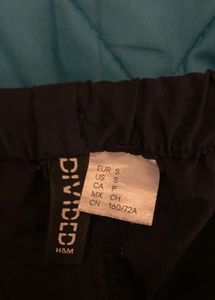 DIVIDED
H&M
EUR S
US S
CA P
MX CH
CN 160/72A